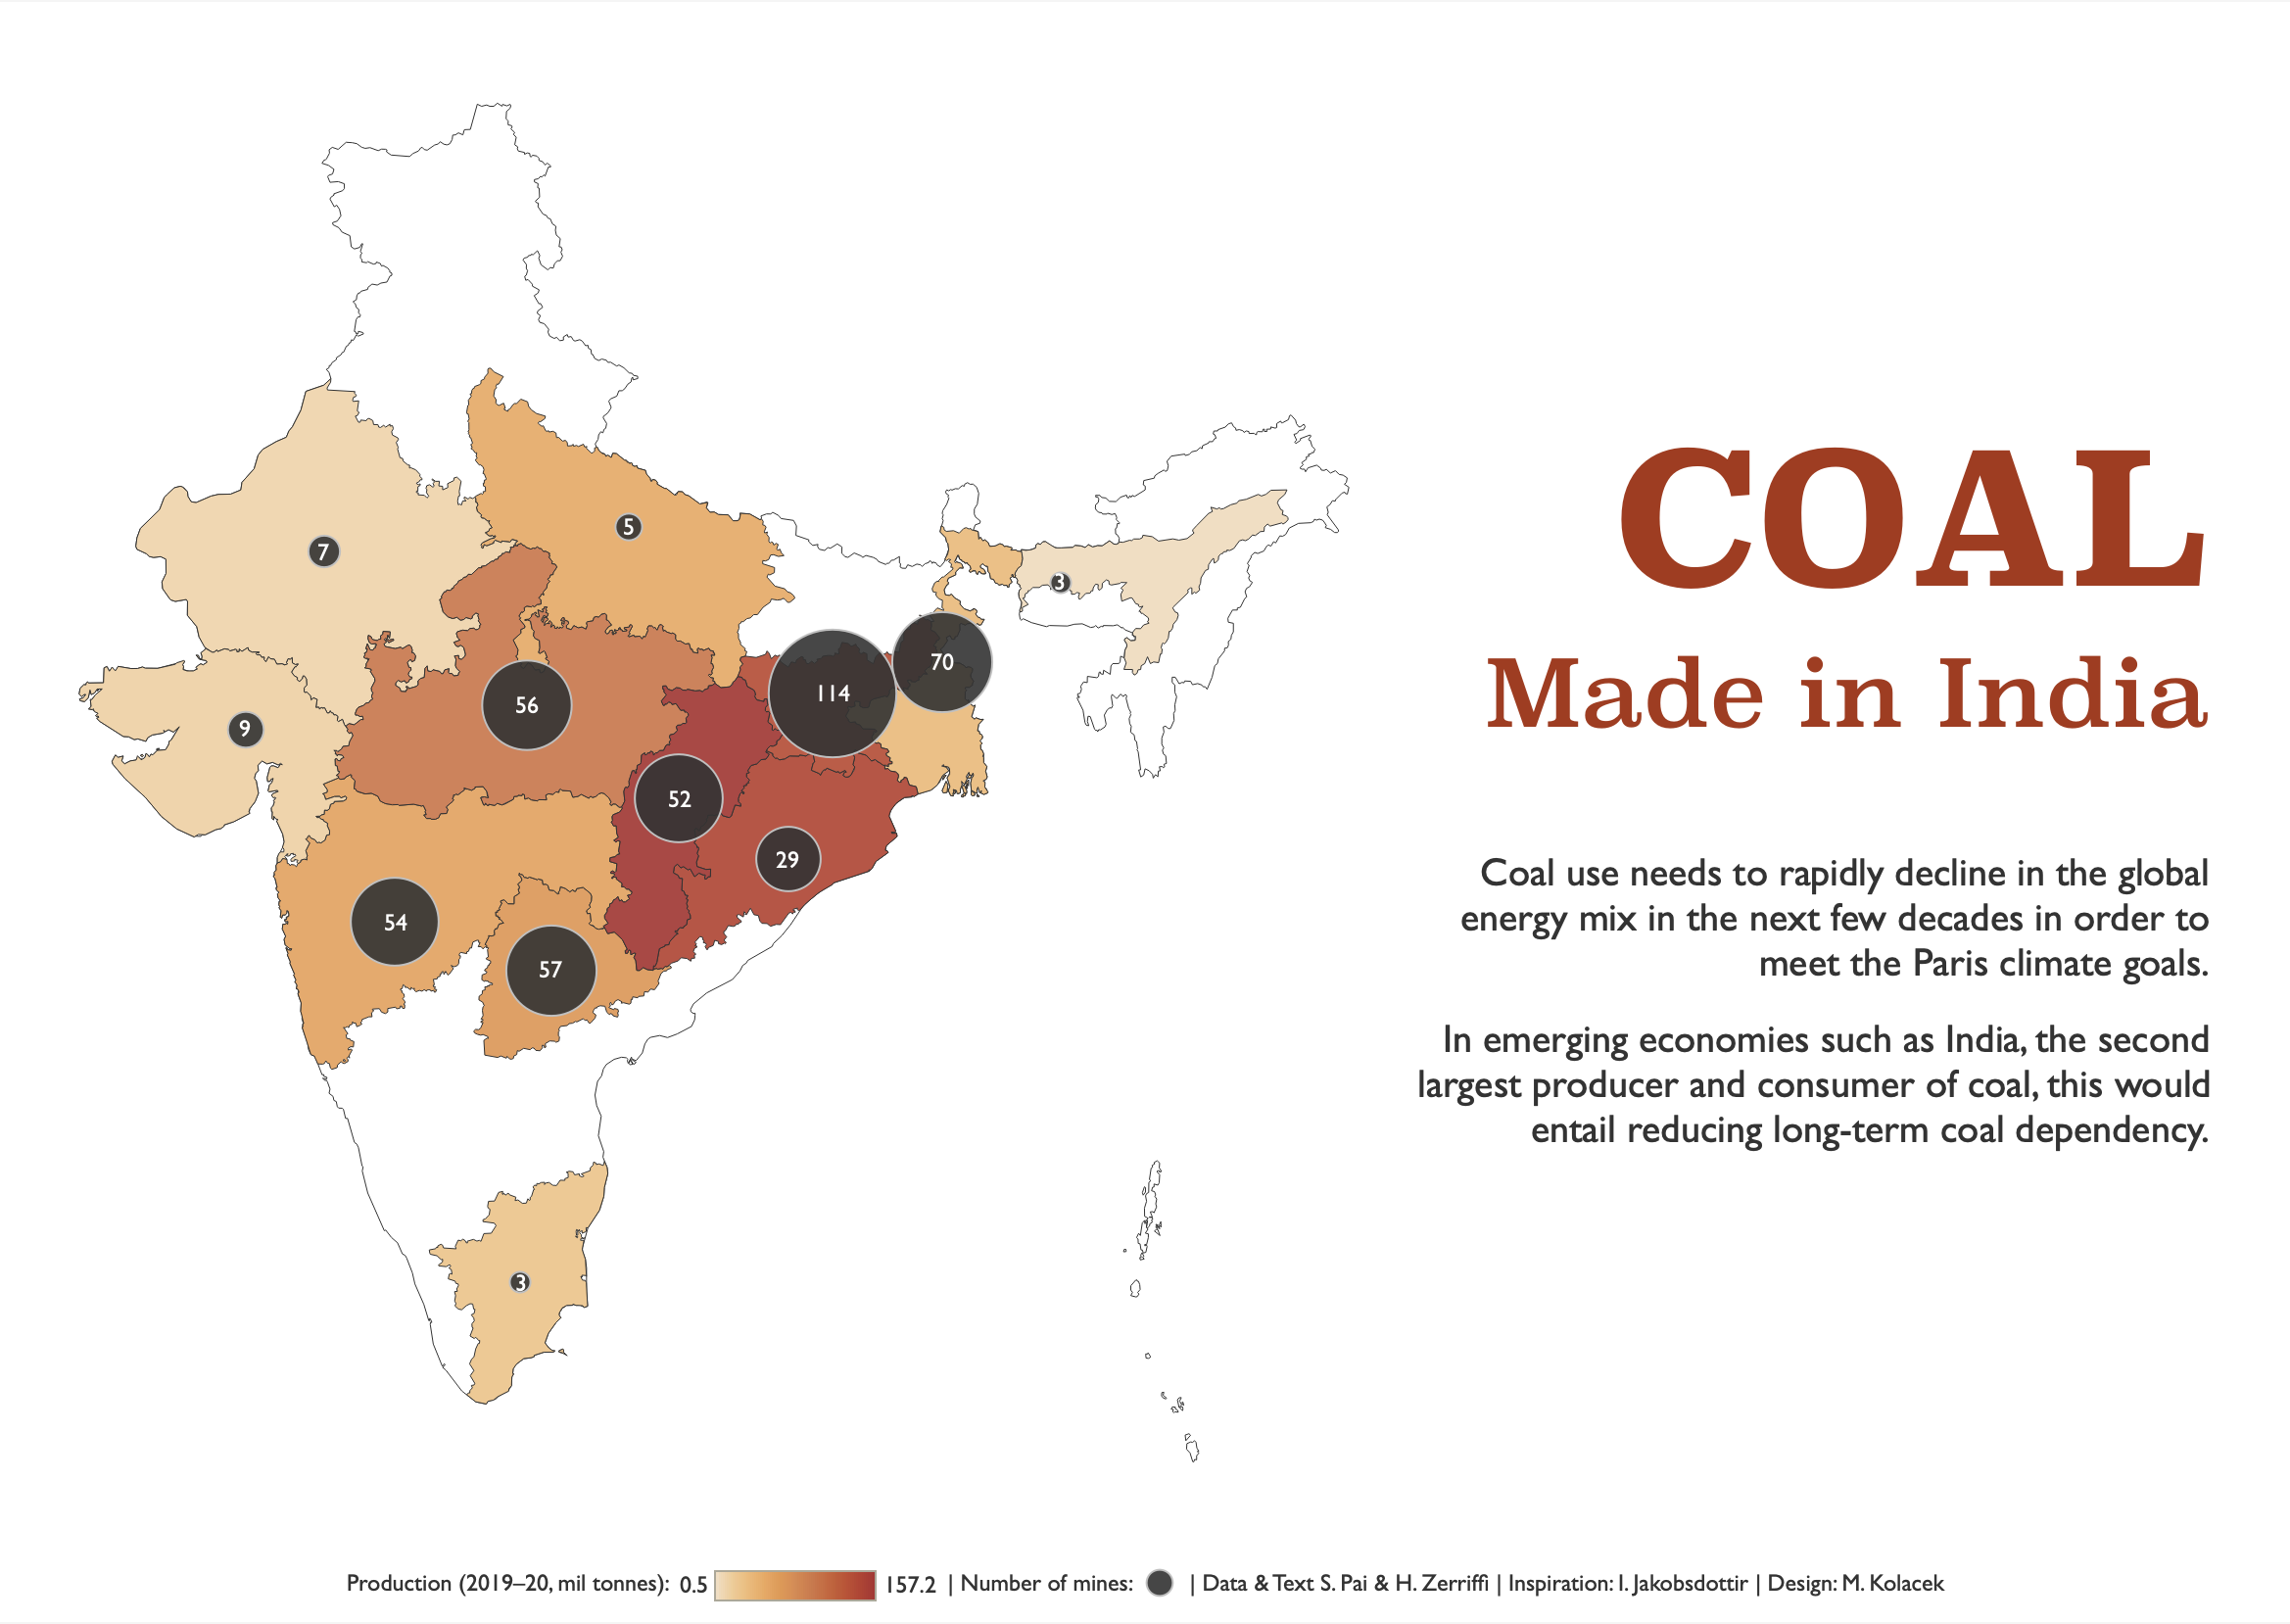 COAL
Made in India
Coal use needs to rapidly decline in the global
energy mix in the next few decades in order to
meet the Paris climate goals.
In emerging economies such as India, the second
largest producer and consumer of coal, this would
entail reducing long-term coal dependency.
5
7
3
70
114
56
9
52
29
54
57
3
Production (2019–20, mil tonnes): 0.5 157.2 | Number of mines: | Data & Text S. Pai & H. Zerriffi | Inspiration: I. Jakobsdottir | Design: M. Kolacek